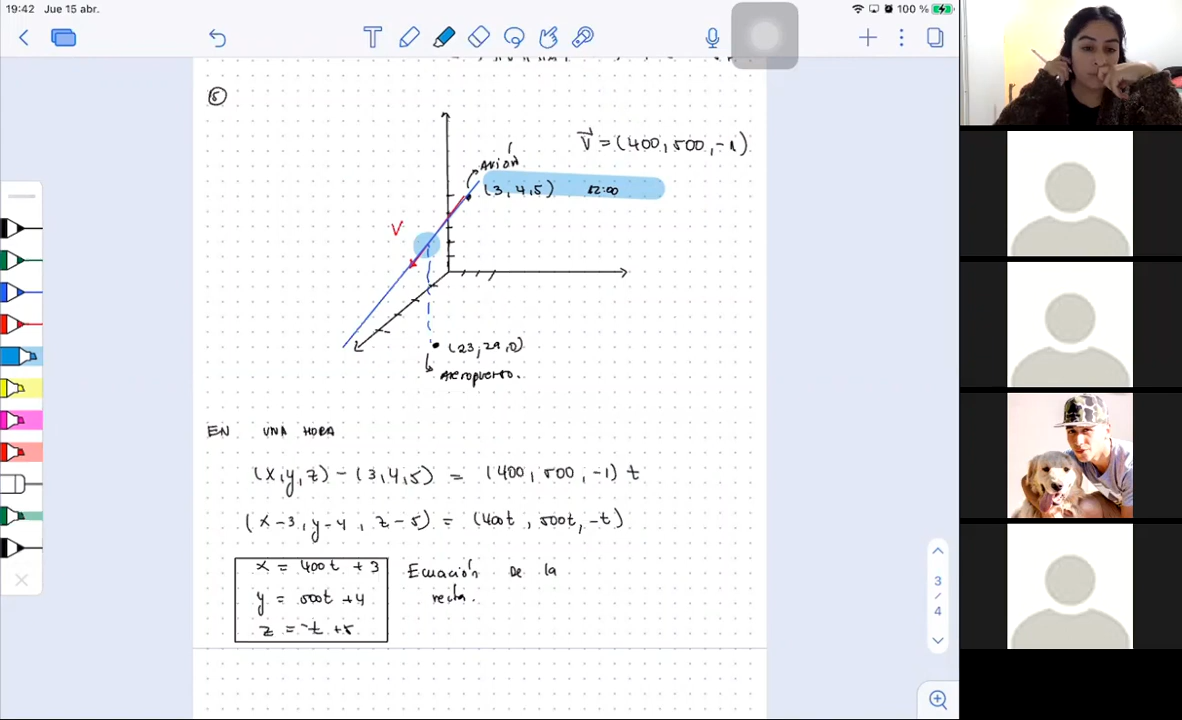 19:42 Jue 15 abr.
100 %
T
5
V = (400, 500, -1)
Avión
(3, 4, 5) 12:00
V
(23, 29, 0)
Aeropuerto.
EN UNA HORA
(x, y, z) - (3, 4, 5) = (400, 500, -1) t
(x-3, y-4, z-5) = (400t, 500t, -t)
x = 400t + 3
y = 500t + 4
z = -t + 5
Ecuación de la
recta.
3
/
4